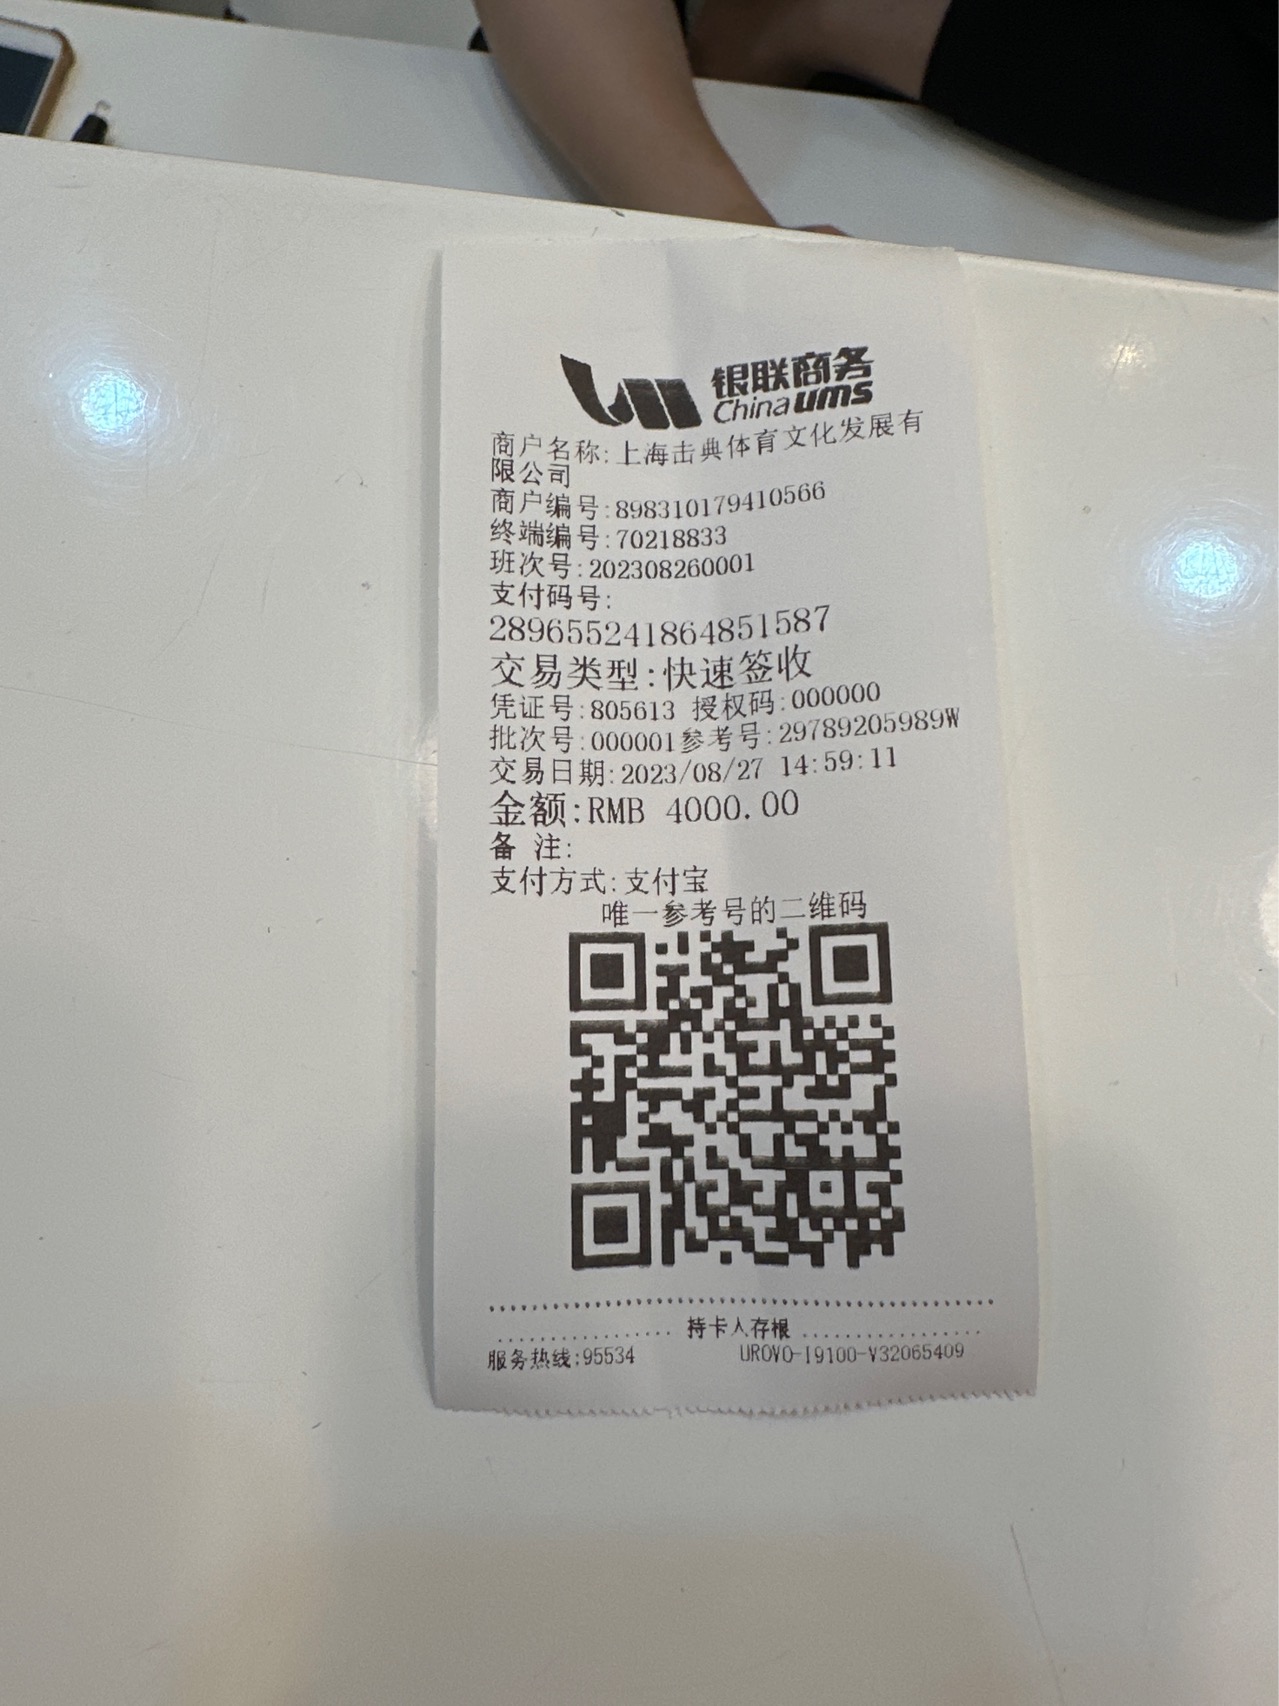 银联商务
China ums
商户名称:上海击典体育文化发展有
限公司
商户编号:898310179410566
终端编号:70218833
班次号:202308260001
支付码号:
289655241864851587
交易类型:快速签收
凭证号:805613 授权码:000000
批次号:000001参考号:29789205989W
交易日期:2023/08/27 14:59:11
金额:RMB 4000.00
备 注:
支付方式:支付宝
唯一参考号的二维码
持卡人存根
服务热线:95534 UROVO-I9100-V32065409